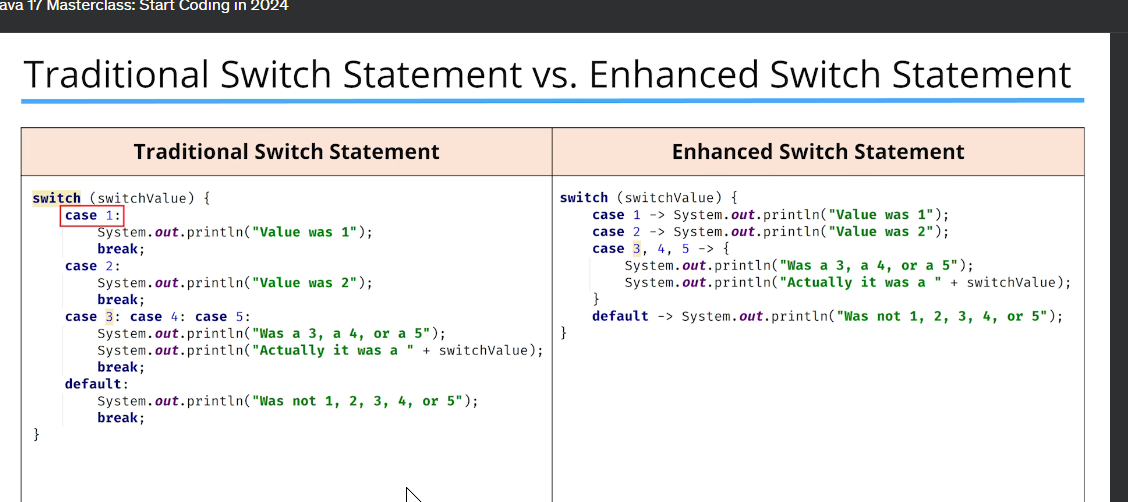 ava 17 Masterclass: Start Coding in 2024
Traditional Switch Statement vs. Enhanced Switch Statement
Traditional Switch Statement
switch (switchValue) {
case 1:
System.out.println("Value was 1");
break;
case 2:
System.out.println("Value was 2");
break;
case 3: case 4: case 5:
System.out.println("Was a 3, a 4, or a 5");
System.out.println("Actually it was a " + switchValue);
break;
default:
System.out.println("Was not 1, 2, 3, 4, or 5");
break;
}
Enhanced Switch Statement
switch (switchValue) {
case 1 -> System.out.println("Value was 1");
case 2 -> System.out.println("Value was 2");
case 3, 4, 5 -> {
System.out.println("Was a 3, a 4, or a 5");
System.out.println("Actually it was a " + switchValue);
}
default -> System.out.println("Was not 1, 2, 3, 4, or 5");
}